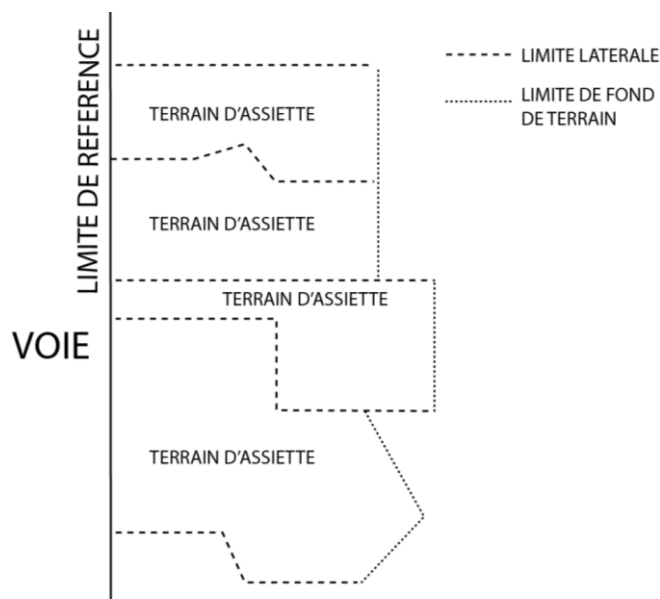 LIMITE DE REFERENCE
VOIE
TERRAIN D'ASSIETTE
TERRAIN D'ASSIETTE
TERRAIN D'ASSIETTE
TERRAIN D'ASSIETTE
LIMITE LATERALE
LIMITE DE FOND
DE TERRAIN